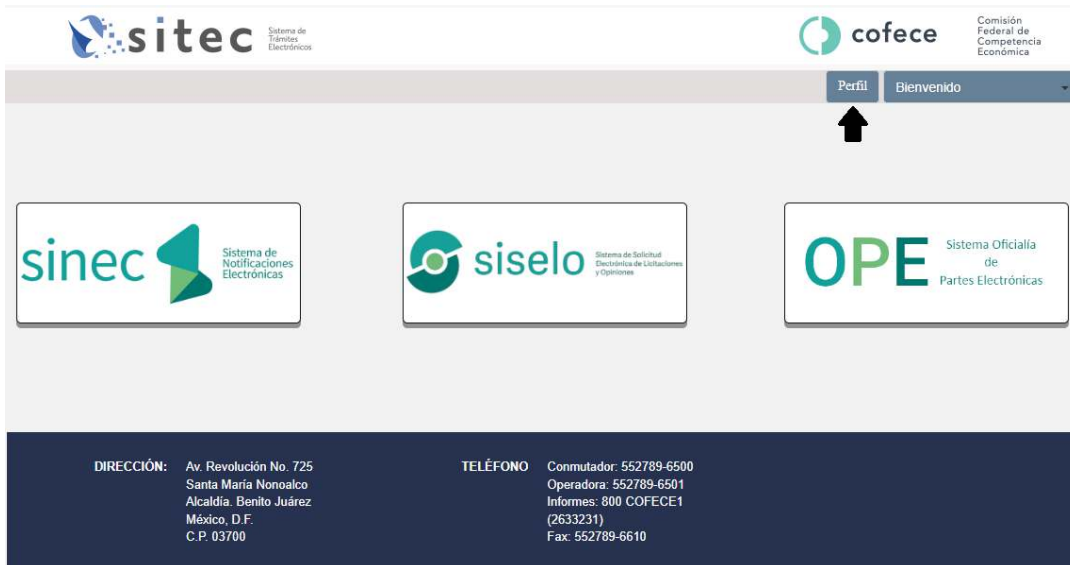 sitec
Sistema de
Trámites
Electrónicos
cofece
Comisión
Federal de
Competencia
Económica
Perfil
Bienvenido
sinec
Sistema de
Notificaciones
Electrónicas
siselo
Sistema de Solicitud
Electrónica de Licitaciones
y Opiniones
OPE
Sistema Oficialía
de
Partes Electrónicas
DIRECCIÓN:
Av. Revolución No. 725
Santa María Nonoalco
Alcaldía. Benito Juárez
México, D.F.
C.P. 03700
TELÉFONO
Conmutador: 552789-6500
Operadora: 552789-6501
Informes: 800 COFECE1
(2633231)
Fax: 552789-6610